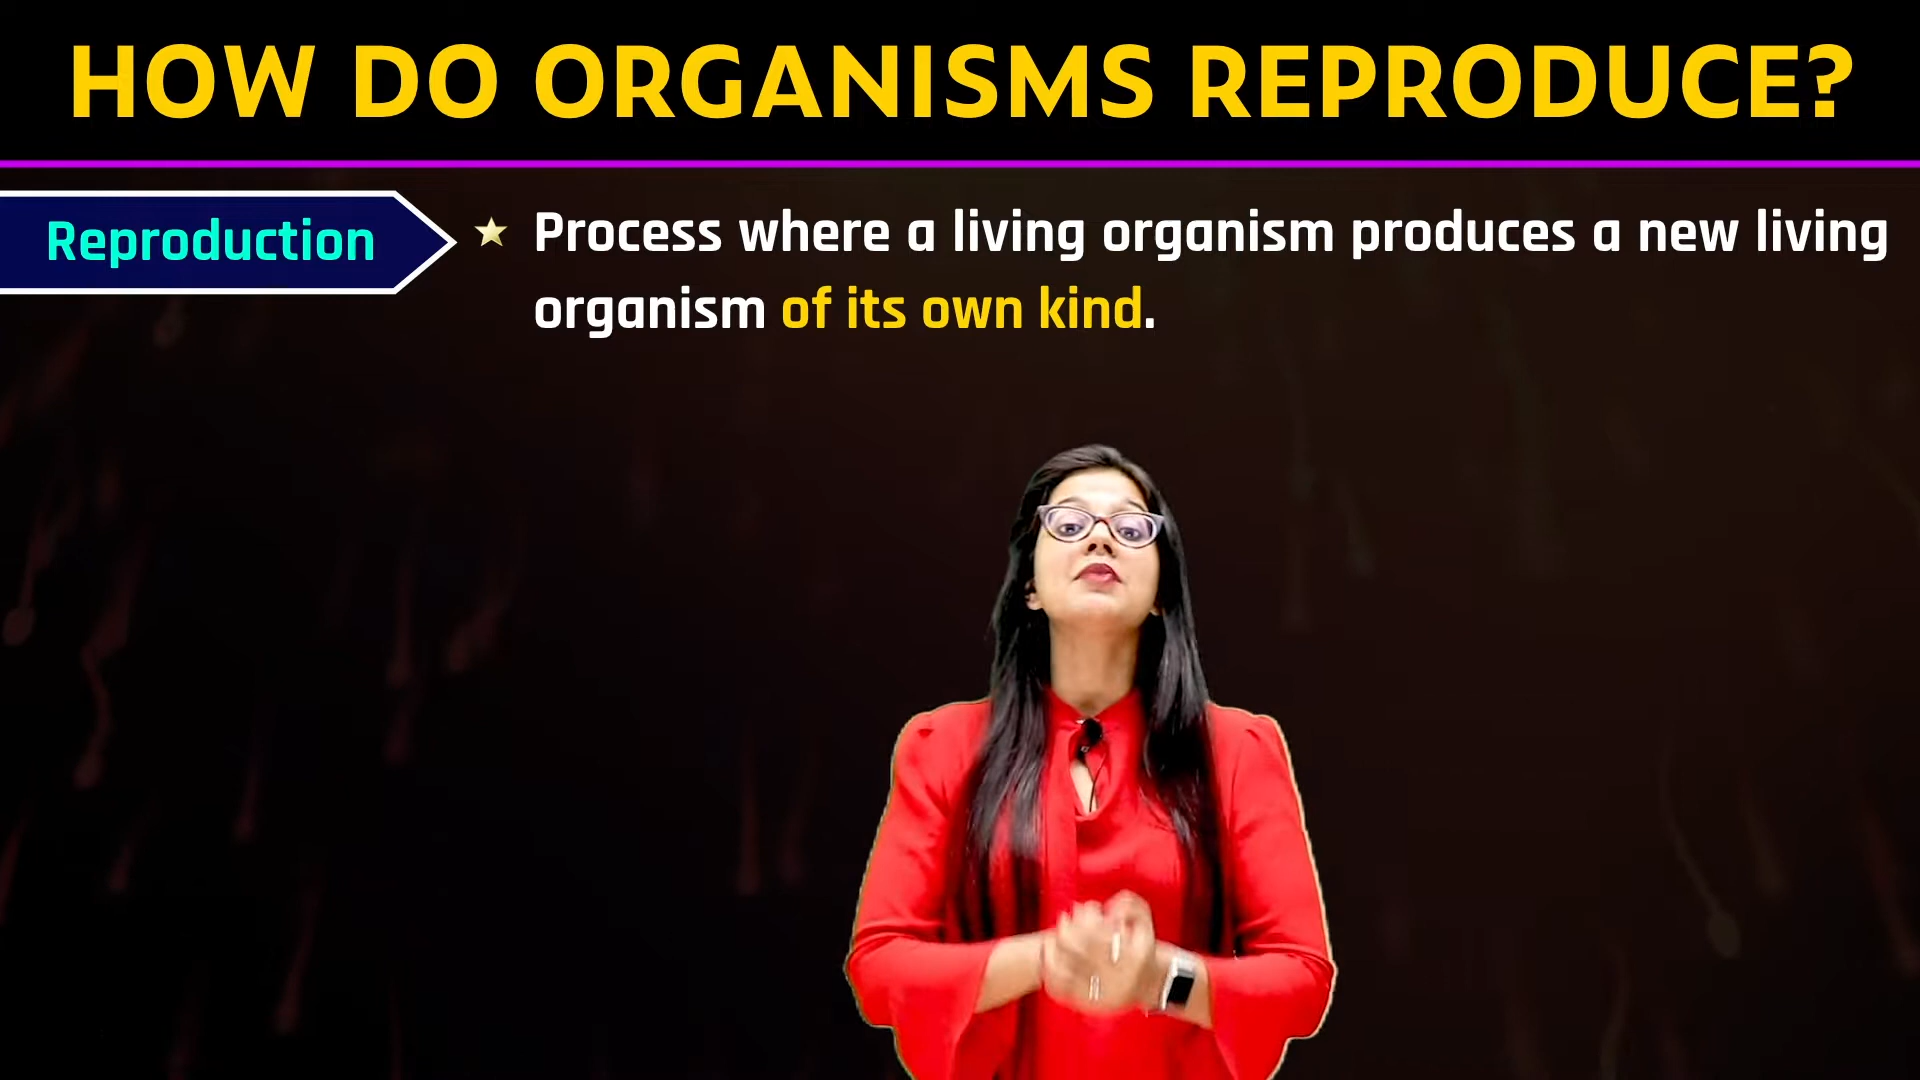 HOW DO ORGANISMS REPRODUCE?
Reproduction
Process where a living organism produces a new living
organism of its own kind.